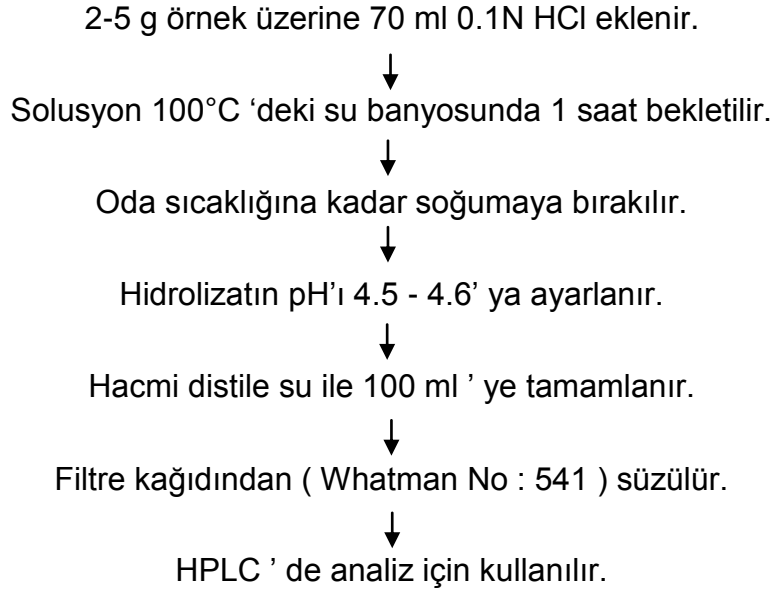 2-5 g örnek üzerine 70 ml 0.1N HCl eklenir.
Solusyon 100°C ‘deki su banyosunda 1 saat bekletilir.
Oda sıcaklığına kadar soğumaya bırakılır.
Hidrolizatın pH’ı 4.5 - 4.6’ ya ayarlanır.
Hacmi distile su ile 100 ml ’ ye tamamlanır.
Filtre kağıdından ( Whatman No : 541 ) süzülür.
HPLC ’ de analiz için kullanılır.